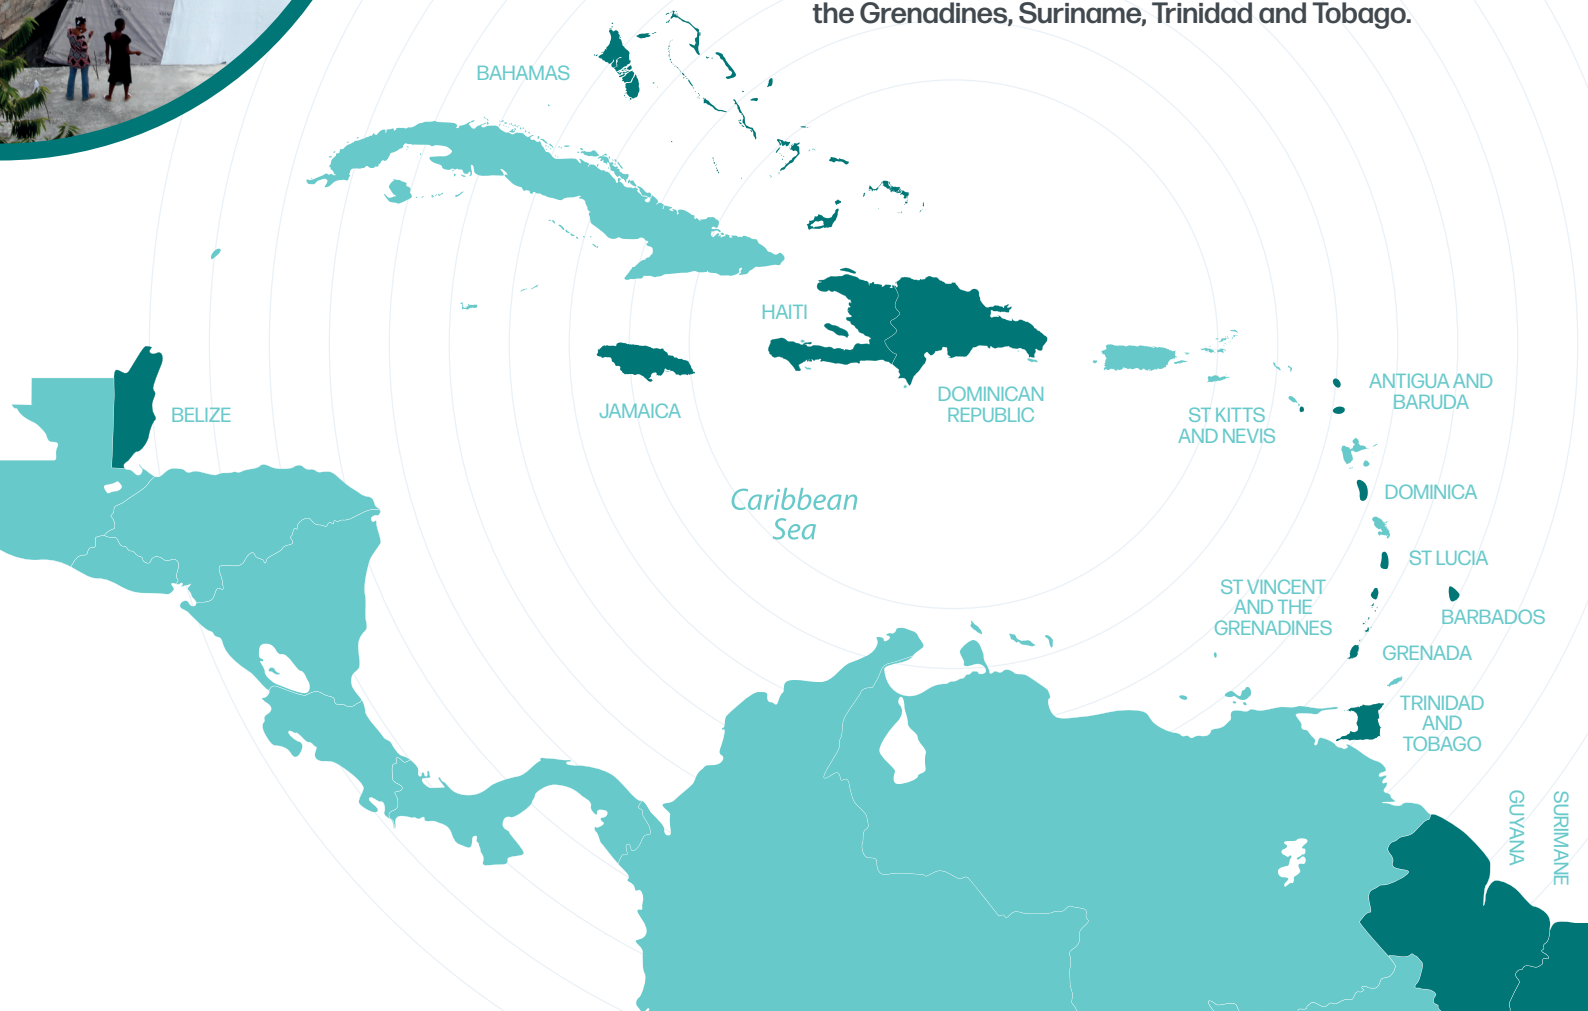 the Grenadines, Suriname, Trinidad and Tobago.
BAHAMAS
HAITI
JAMAICA
DOMINICAN
REPUBLIC
BELIZE
ST KITTS
AND NEVIS
ANTIGUA AND
BARUDA
DOMINICA
Caribbean
Sea
ST LUCIA
ST VINCENT
AND THE
GRENADINES
BARBADOS
GRENADA
TRINIDAD
AND
TOBAGO
GUYANA
SURIMANE